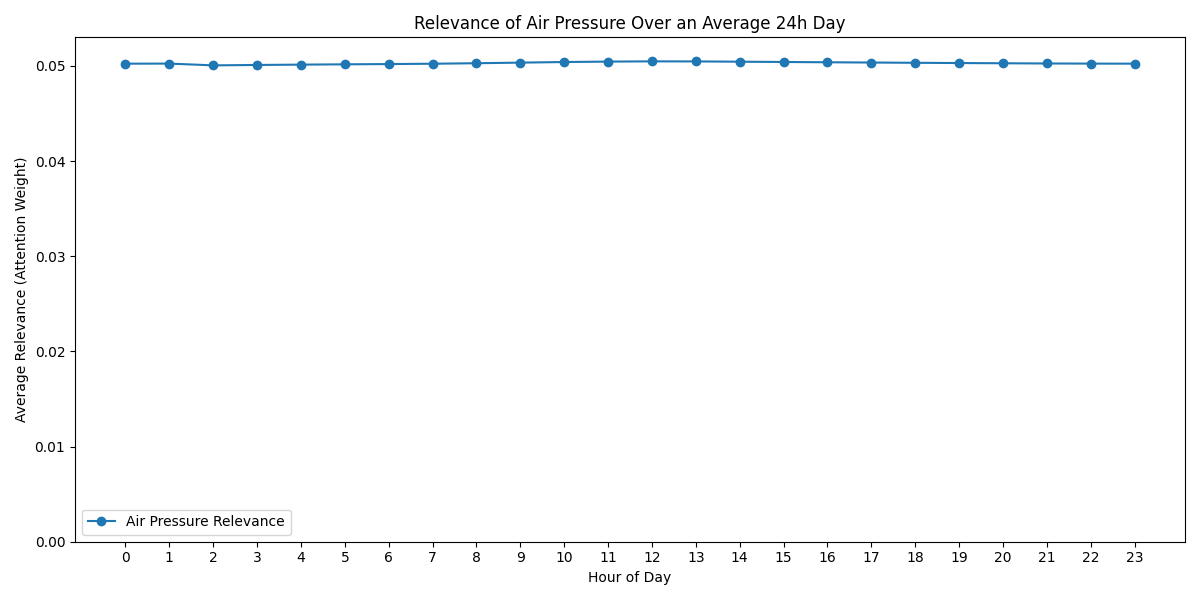 Relevance of Air Pressure Over an Average 24h Day
Average Relevance (Attention Weight)
0.05
0.04
0.03
0.02
0.01
0.00
Air Pressure Relevance
0 1 2 3 4 5 6 7 8 9 10 11 12 13 14 15 16 17 18 19 20 21 22 23
Hour of Day